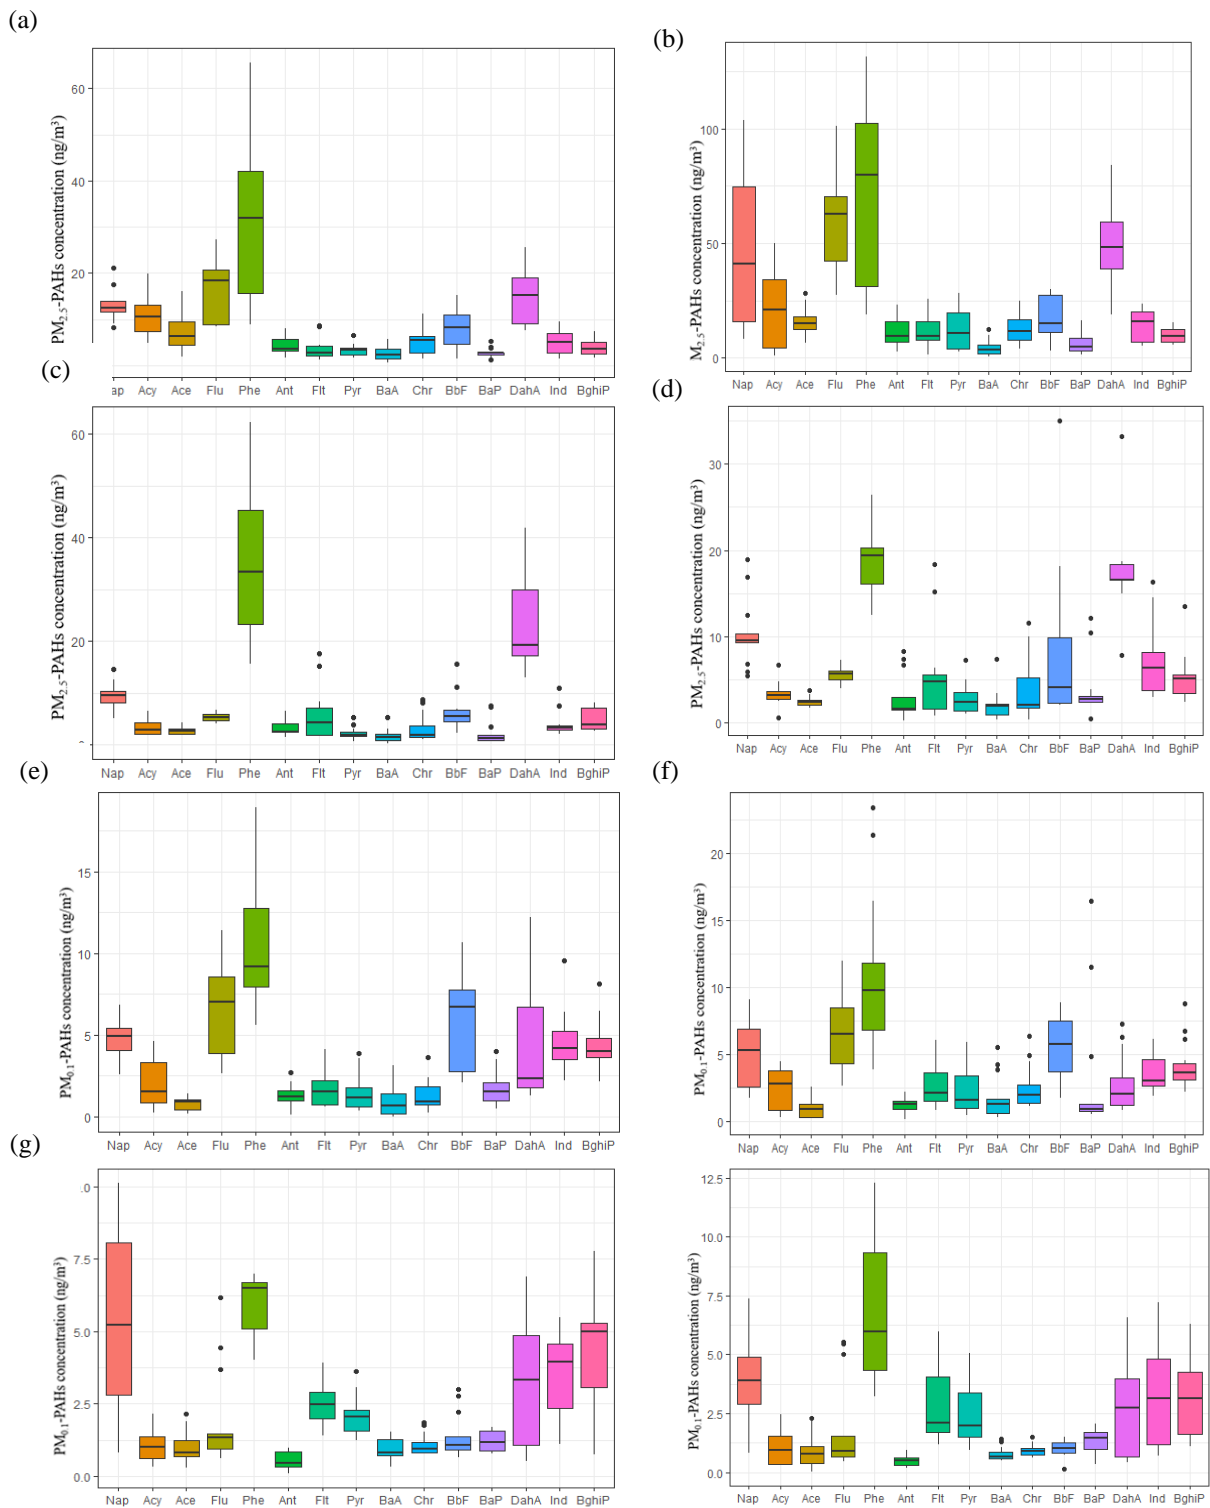 (a)
PM2.5-PAHs concentration (ng/m³)
60
40
20
ap Acy Ace Flu Phe Ant Flt Pyr BaA Chr BbF BaP DahA Ind BghiP
(b)
M2.5-PAHs concentration (ng/m³)
100
50
0
Nap Acy Ace Flu Phe Ant Flt Pyr BaA Chr BbF BaP DahA Ind BghiP
(c)
PM2.5-PAHs concentration (ng/m³)
60
40
20
Nap Acy Ace Flu Phe Ant Flt Pyr BaA Chr BbF BaP DahA Ind BghiP
(d)
PM2.5-PAHs concentration (ng/m³)
30
20
10
0
Nap Acy Ace Flu Phe Ant Flt Pyr BaA Chr BbF BaP DahA Ind BghiP
(e)
PM0.1-PAHs concentration (ng/m³)
15
10
5
0
Nap Acy Ace Flu Phe Ant Flt Pyr BaA Chr BbF BaP DahA Ind BghiP
(f)
PM0.1-PAHs concentration (ng/m³)
20
15
10
5
0
Nap Acy Ace Flu Phe Ant Flt Pyr BaA Chr BbF BaP DahA Ind BghiP
(g)
PM0.1-PAHs concentration (ng/m³)
.0
7.5
5.0
2.5
0.0
Nap Acy Ace Flu Phe Ant Flt Pyr BaA Chr BbF BaP DahA Ind BghiP
PM0.1-PAHs concentration (ng/m³)
12.5
10.0
7.5
5.0
2.5
0.0
Nap Acy Ace Flu Phe Ant Flt Pyr BaA Chr BbF BaP DahA Ind BghiP